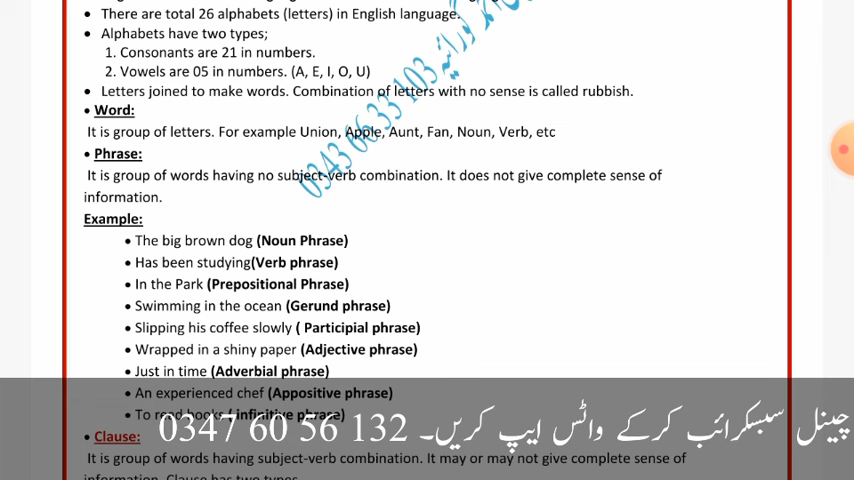 • There are total 26 alphabets (letters) in English language.
• Alphabets have two types;
1. Consonants are 21 in numbers.
2. Vowels are 05 in numbers. (A, E, I, O, U)
• Letters joined to make words. Combination of letters with no sense is called rubbish.
• Word:
It is group of letters. For example Union, Apple, Aunt, Fan, Noun, Verb, etc
• Phrase:
It is group of words having no subject-verb combination. It does not give complete sense of
information.
Example:
• The big brown dog (Noun Phrase)
• Has been studying(Verb phrase)
• In the Park (Prepositional Phrase)
• Swimming in the ocean (Gerund phrase)
• Slipping his coffee slowly ( Participial phrase)
• Wrapped in a shiny paper (Adjective phrase)
• Just in time (Adverbial phrase)
• An experienced chef (Appositive phrase)
• To read books ( infinitive phrase)
چینل سبسکرائب کرکے واٹس ایپ کریں۔ 0347 60 56 132
• Clause:
It is group of words having subject-verb combination. It may or may not give complete sense of
information. Clause has two types
0343 66 33 103